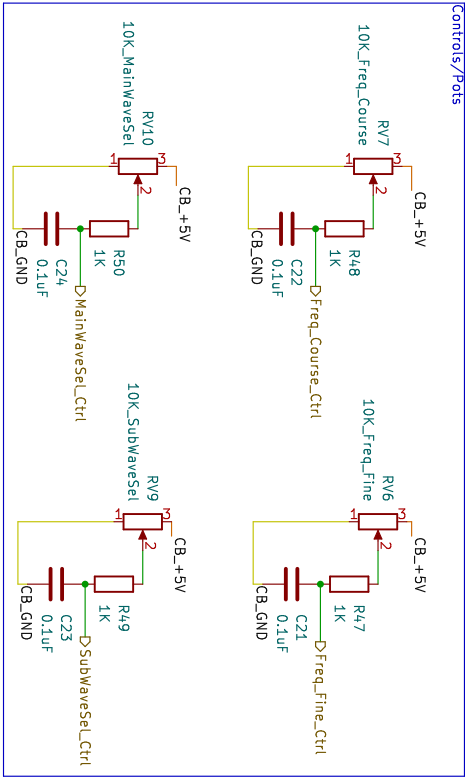 Controls/Pots
10K_MainWaveSel
RV10
1
3
2
CB_+5V
CB_GND
C24
0.1uF
R50
1K
MainWaveSel_Ctrl
10K_Freq_Course
RV7
1
3
2
CB_+5V
CB_GND
C22
0.1uF
R48
1K
Freq_Course_Ctrl
10K_SubWaveSel
RV9
1
3
2
CB_+5V
CB_GND
C23
0.1uF
R49
1K
SubWaveSel_Ctrl
10K_Freq_Fine
RV6
1
3
2
CB_+5V
CB_GND
C21
0.1uF
R47
1K
Freq_Fine_Ctrl